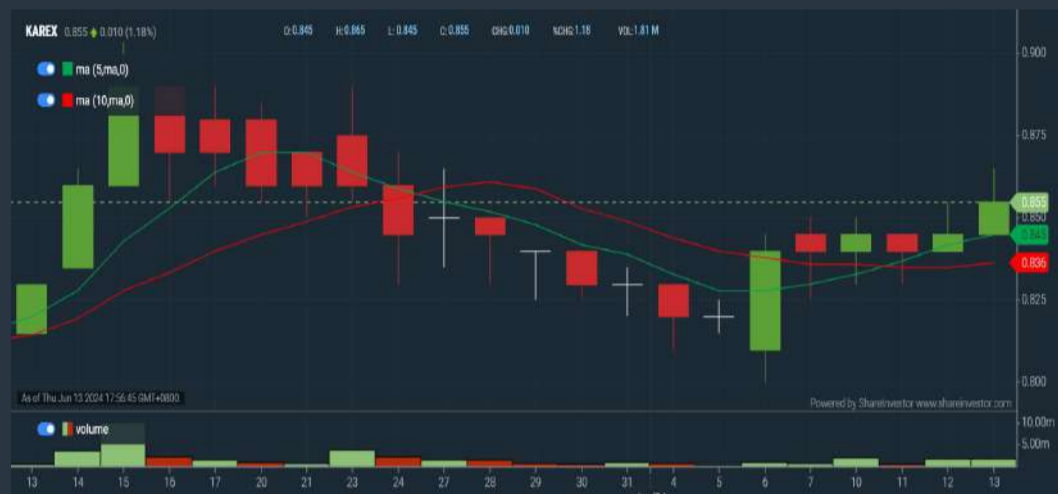 KAREX 0.855 0.010 (1.18%) O:0.845 H:0.865 L:0.845 C:0.855 CHG:0.010 %CHG:1.18 VOL:1.81 M
ma (5,ma,0)
ma (10,ma,0)
0.900
0.875
0.855
0.850
0.845
0.836
0.825
0.800
As of Thu Jun 13 2024 17:56:45 GMT+0800
Powered by ShareInvestor www.shareinvestor.com
volume
10.00m
5.00m
13 14 15 16 17 20 21 23 24 27 28 29 30 31 4 5 6 7 10 11 12 13